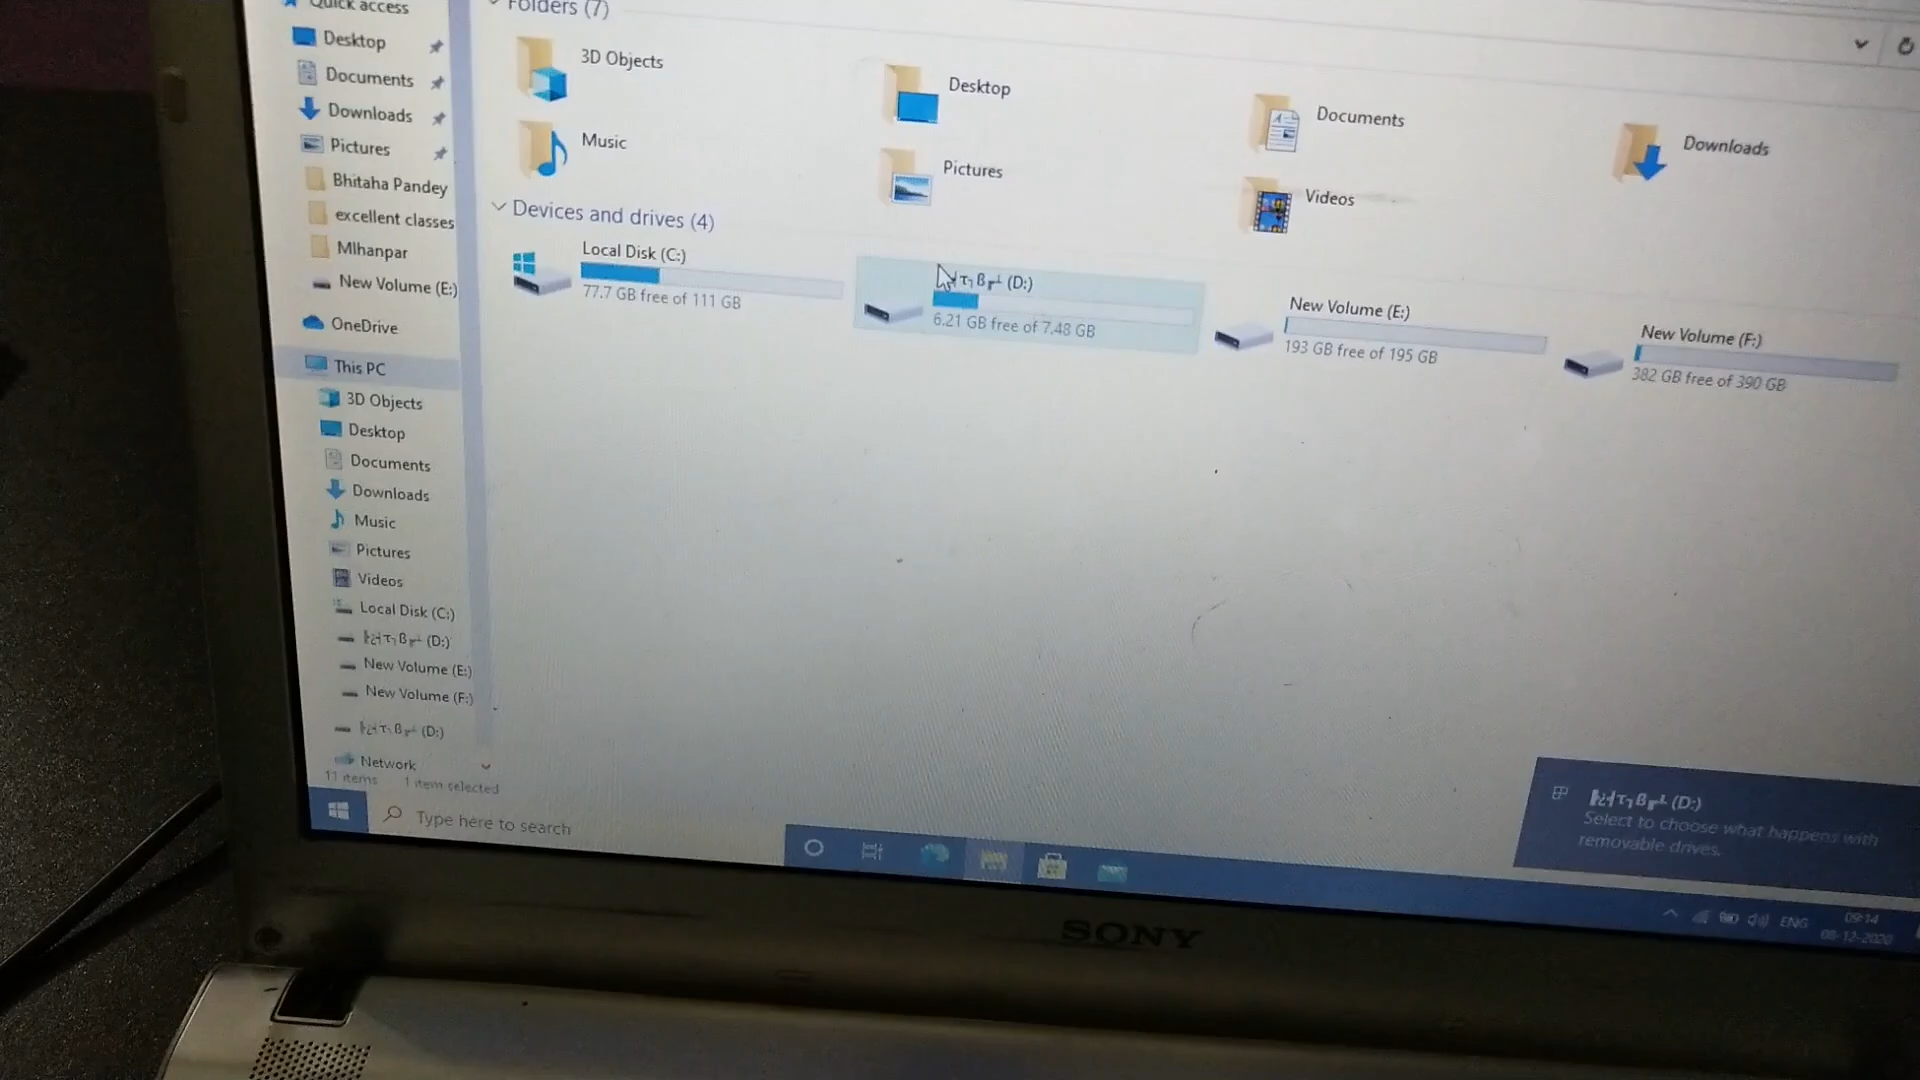 Quick access
Desktop
Documents
Downloads
Pictures
Bhitaha Pandey
excellent classes
Mlhanpar
New Volume (E:)
OneDrive
This PC
3D Objects
Desktop
Documents
Downloads
Music
Pictures
Videos
Local Disk (C:)
(D:)
New Volume (E:)
New Volume (F:)
(D:)
Network
11 items 1 item selected
Folders (7)
3D Objects
Desktop
Documents
Downloads
Music
Pictures
Videos
Devices and drives (4)
Local Disk (C:)
77.7 GB free of 111 GB
(D:)
6.21 GB free of 7.48 GB
New Volume (E:)
193 GB free of 195 GB
New Volume (F:)
382 GB free of 390 GB
(D:)
Select to choose what happens with
removable drives.
Type here to search
ENG
09:14
08-12-2020
SONY